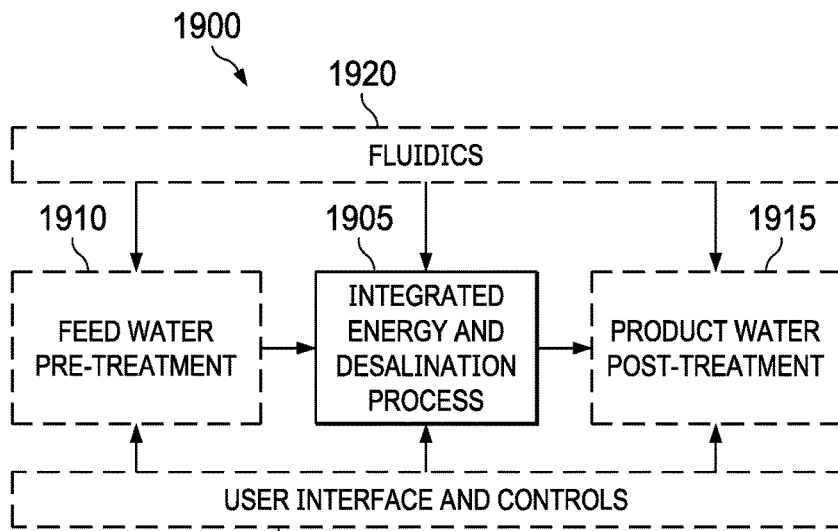 1900
1920
FLUIDICS
1910
1905
1915
FEED WATER
PRE-TREATMENT
INTEGRATED
ENERGY AND
DESALINATION
PROCESS
PRODUCT WATER
POST-TREATMENT
USER INTERFACE AND CONTROLS